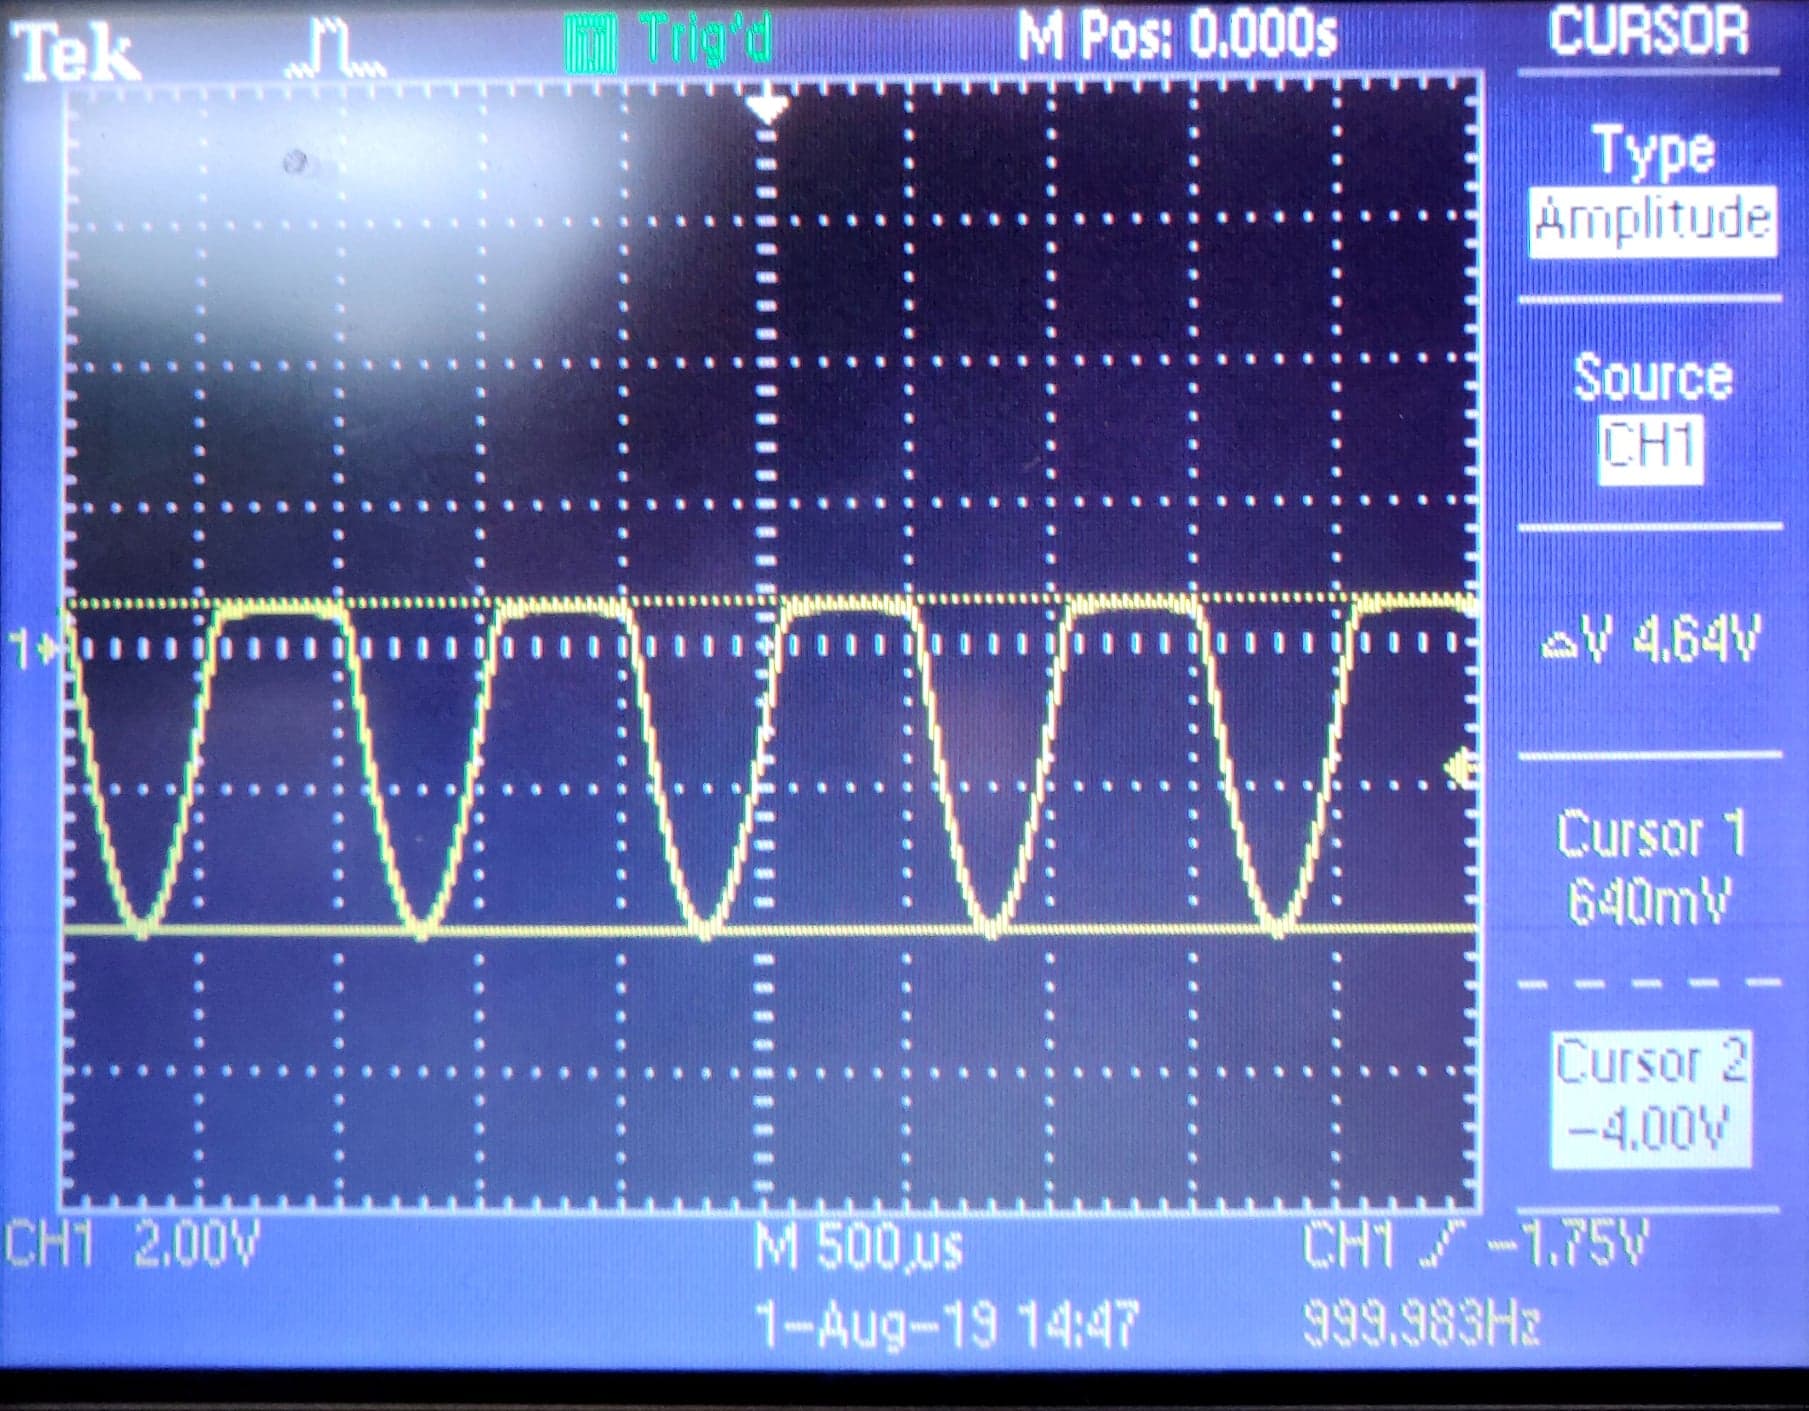 Tek Trig'd M Pos: 0.000s CURSOR
Type
Amplitude
Source
CH1
1
△V 4.64V
Cursor 1
640mV
Cursor 2
-4.00V
CH1 2.00V M 500µs CH1 -1.75V
1-Aug-19 14:47 999.983Hz